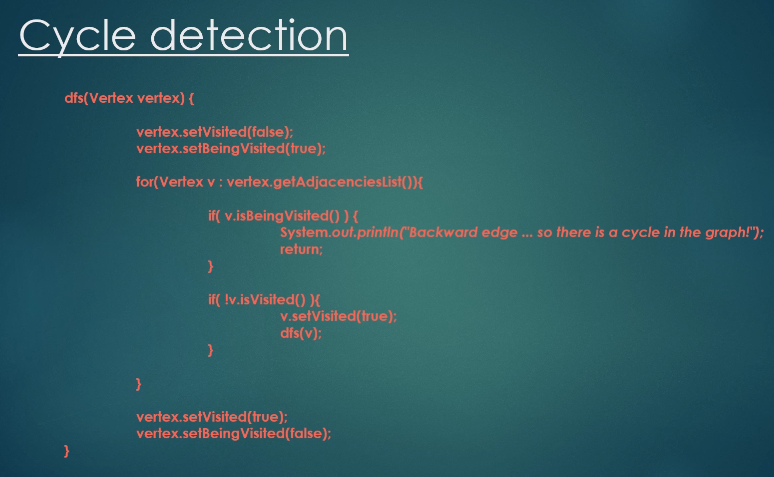 Cycle detection
dfs(Vertex vertex) {
vertex.setVisited(false);
vertex.setBeingVisited(true);
for(Vertex v : vertex.getAdjacenciesList()){
if( v.isBeingVisited() ) {
System.out.println("Backward edge ... so there is a cycle in the graph!");
return;
}
if( !v.isVisited() ){
v.setVisited(true);
dfs(v);
}
}
vertex.setVisited(true);
vertex.setBeingVisited(false);
}